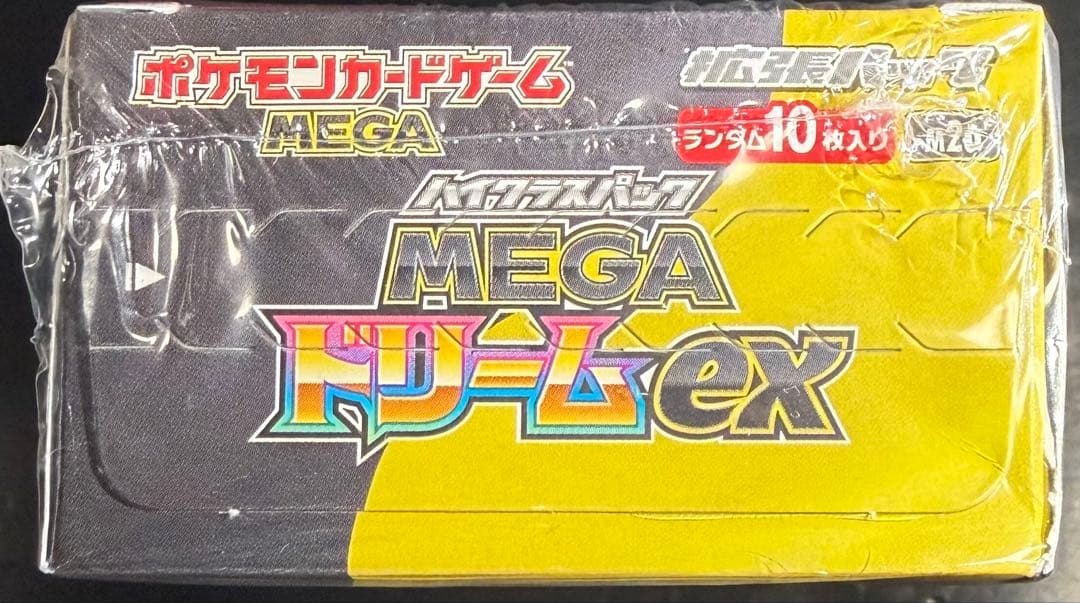 ポケモンカードゲーム
MEGA
拡張パック
ランダム10枚入り
M2a
ハイクラスパック
MEGA
ドリームex